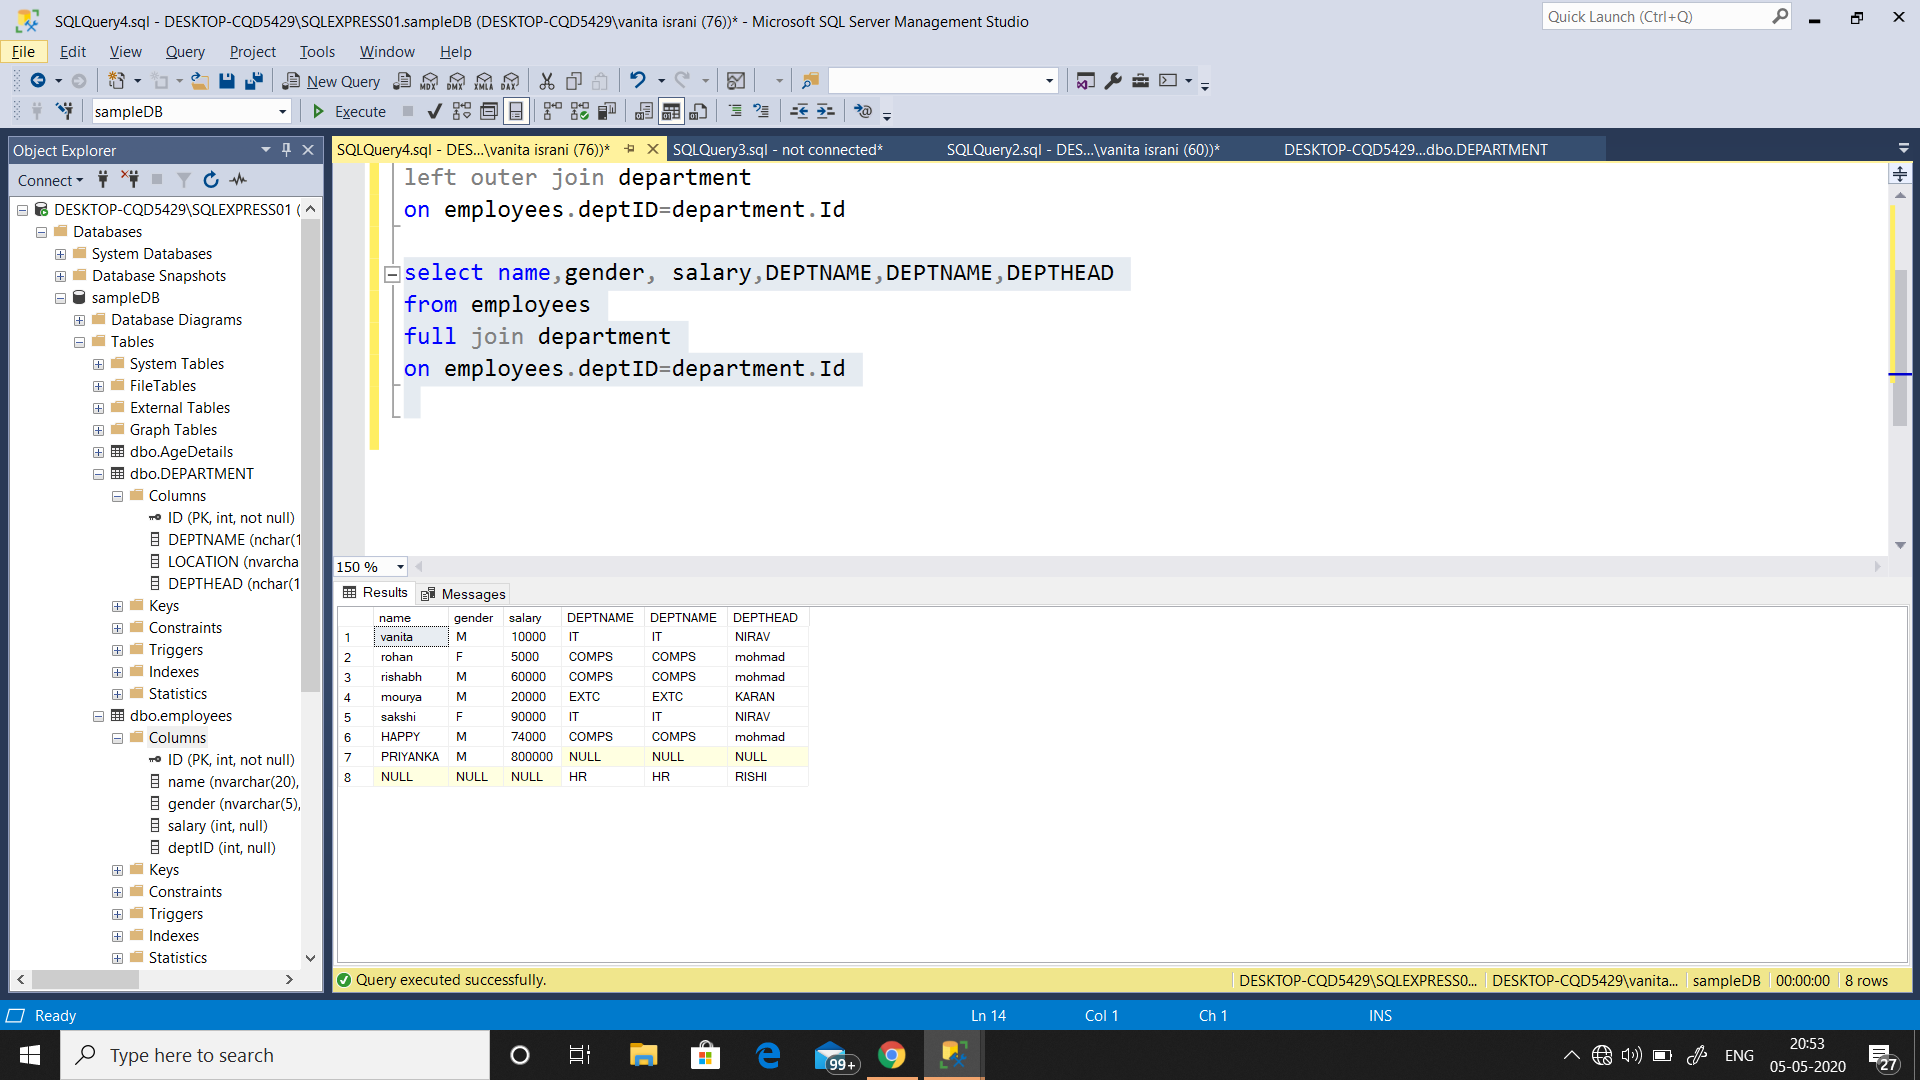 SQLQuery4.sql - DESKTOP-CQD5429\SQLEXPRESS01.sampleDB (DESKTOP-CQD5429\vanita israni (76))* - Microsoft SQL Server Management Studio
Quick Launch (Ctrl+Q)
File Edit View Query Project Tools Window Help
New Query MDX DMX XMLA DAX
sampleDB Execute
Object Explorer
Connect
DESKTOP-CQD5429\SQLEXPRESS01 (
Databases
System Databases
Database Snapshots
sampleDB
Database Diagrams
Tables
System Tables
FileTables
External Tables
Graph Tables
dbo.AgeDetails
dbo.DEPARTMENT
Columns
ID (PK, int, not null)
DEPTNAME (nchar(1
LOCATION (nvarcha
DEPTHEAD (nchar(1
Keys
Constraints
Triggers
Indexes
Statistics
dbo.employees
Columns
ID (PK, int, not null)
name (nvarchar(20),
gender (nvarchar(5),
salary (int, null)
deptID (int, null)
Keys
Constraints
Triggers
Indexes
Statistics
SQLQuery4.sql - DES...\vanita israni (76))* SQLQuery3.sql - not connected* SQLQuery2.sql - DES...\vanita israni (60))* DESKTOP-CQD5429...dbo.DEPARTMENT
left outer join department
on employees.deptID=department.Id
select name,gender, salary,DEPTNAME,DEPTNAME,DEPTHEAD
from employees
full join department
on employees.deptID=department.Id
150 %
Results Messages
name gender salary DEPTNAME DEPTNAME DEPTHEAD
1 vanita M 10000 IT IT NIRAV
2 rohan F 5000 COMPS COMPS mohmad
3 rishabh M 60000 COMPS COMPS mohmad
4 mourya M 20000 EXTC EXTC KARAN
5 sakshi F 90000 IT IT NIRAV
6 HAPPY M 74000 COMPS COMPS mohmad
7 PRIYANKA M 800000 NULL NULL NULL
8 NULL NULL NULL HR HR RISHI
Query executed successfully. DESKTOP-CQD5429\SQLEXPRESS0... DESKTOP-CQD5429\vanita... sampleDB 00:00:00 8 rows
Ready Ln 14 Col 1 Ch 1 INS
Type here to search 99+ ENG 20:53
05-05-2020 27